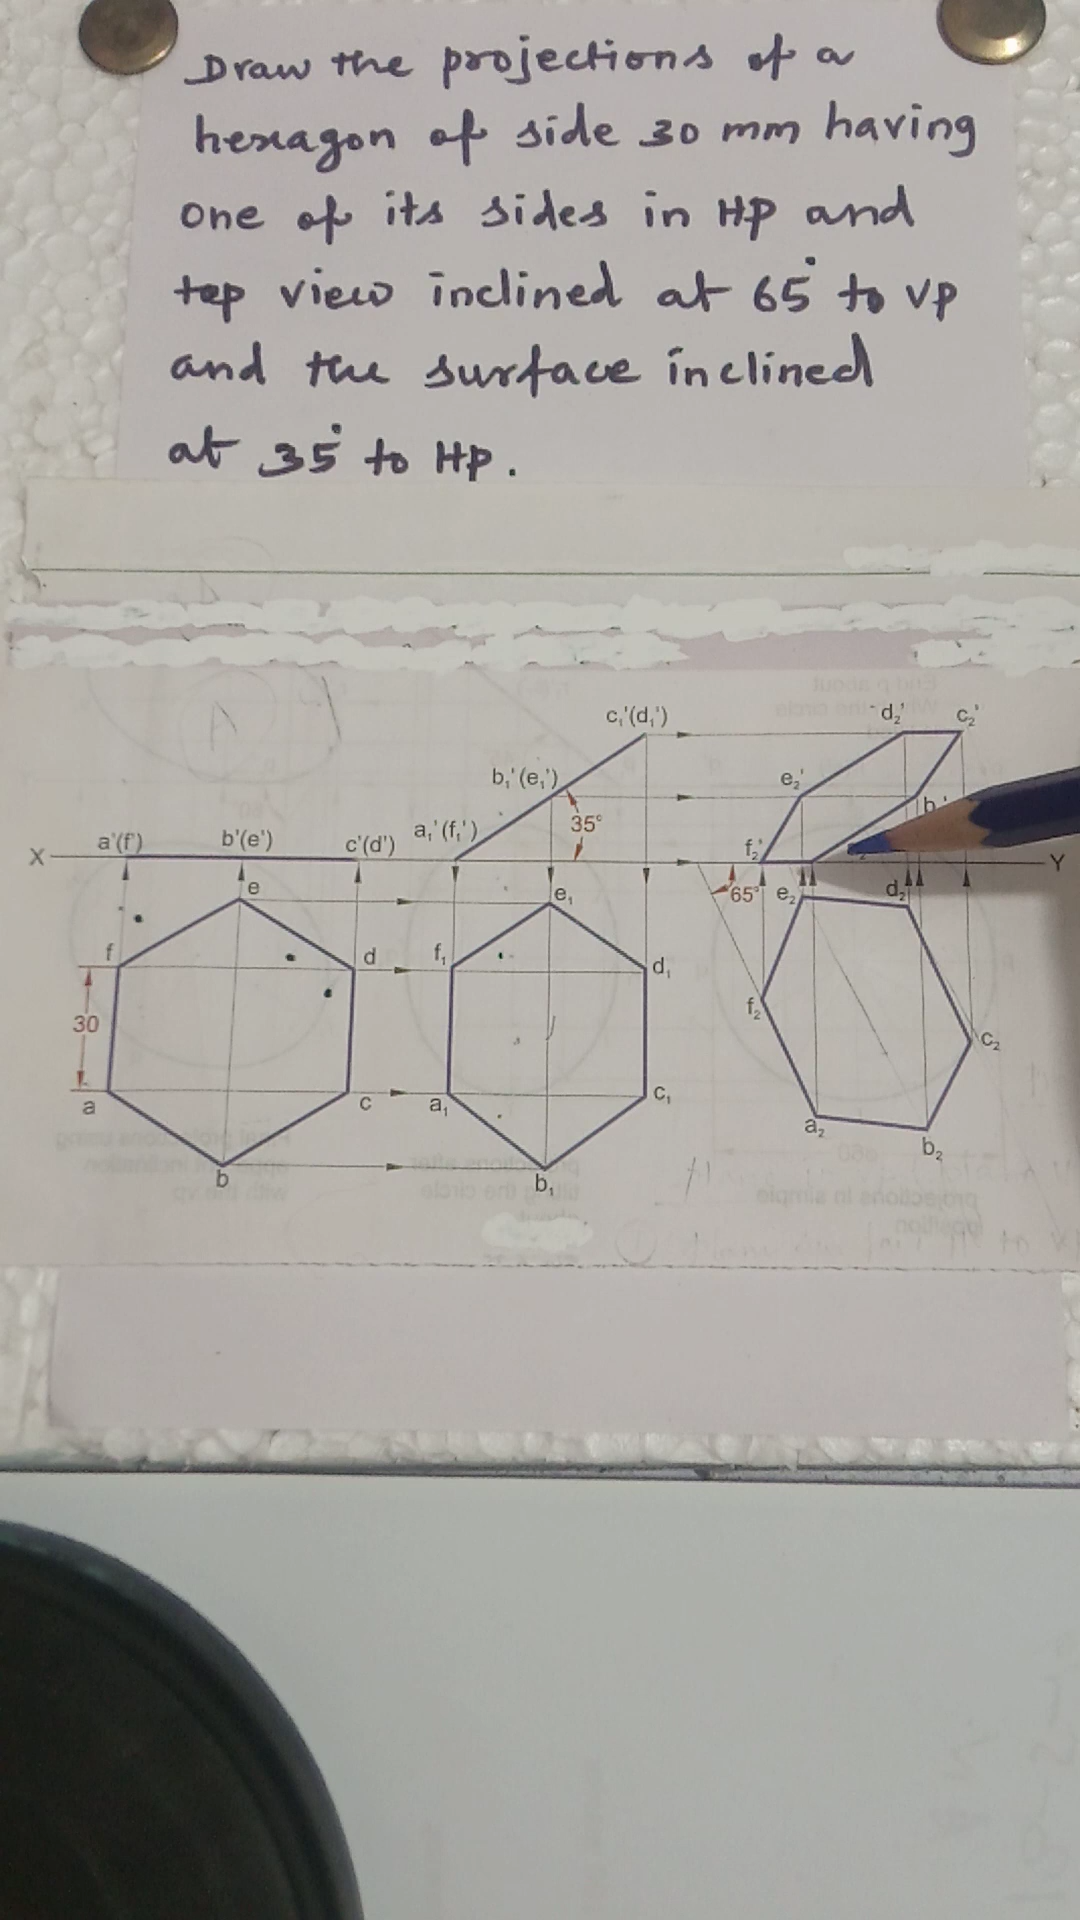 Draw the projections of a
hexagon of side 30 mm having
one of its sides in HP and
top view inclined at 65° to VP
and the surface inclined
at 35° to HP.
c₁'(d₁')
d₂' c₂'
b₁'(e₁')
e₂'
b
35°
a'(f') b'(e') c'(d') a₁'(f₁')
f₂'
X Y
e e₁ 65° e₂ d₂
f d f₁ d₁
f₂
30
c₂
a c a₁ c₁
a₂
b b₁ b₂